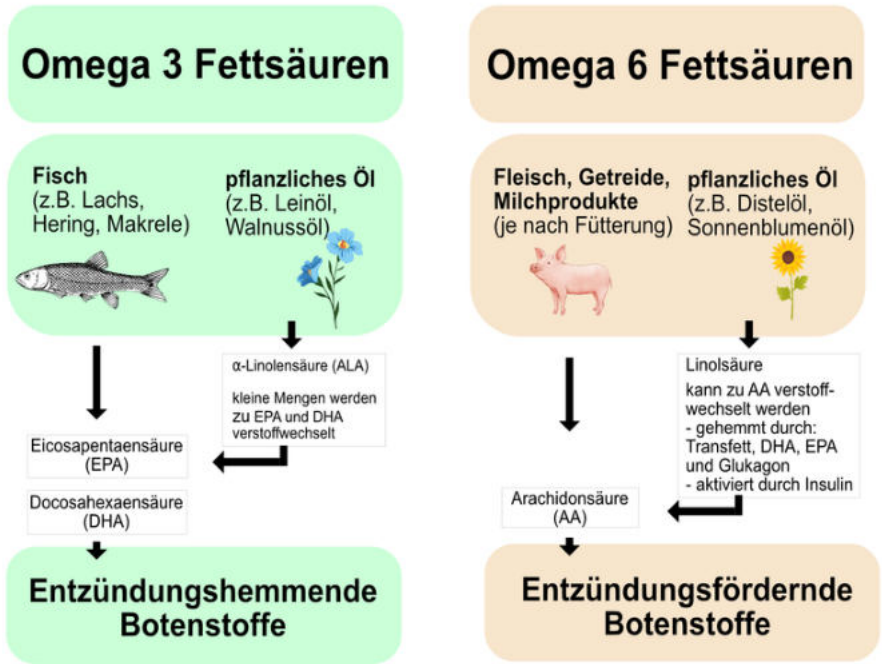 Omega 3 Fettsäuren
Fisch
(z.B. Lachs,
Hering, Makrele)
pflanzliches Öl
(z.B. Leinöl,
Walnussöl)
α-Linolensäure (ALA)
kleine Mengen werden
zu EPA und DHA
verstoffwechselt
Eicosapentaensäure
(EPA)
Docosahexaensäure
(DHA)
Entzündungshemmende
Botenstoffe
Omega 6 Fettsäuren
Fleisch, Getreide,
Milchprodukte
(je nach Fütterung)
pflanzliches Öl
(z.B. Distelöl,
Sonnenblumenöl)
Linolsäure
kann zu AA verstoff-
wechselt werden
- gehemmt durch:
Transfett, DHA, EPA
und Glukagon
- aktiviert durch Insulin
Arachidonsäure
(AA)
Entzündungsfördernde
Botenstoffe